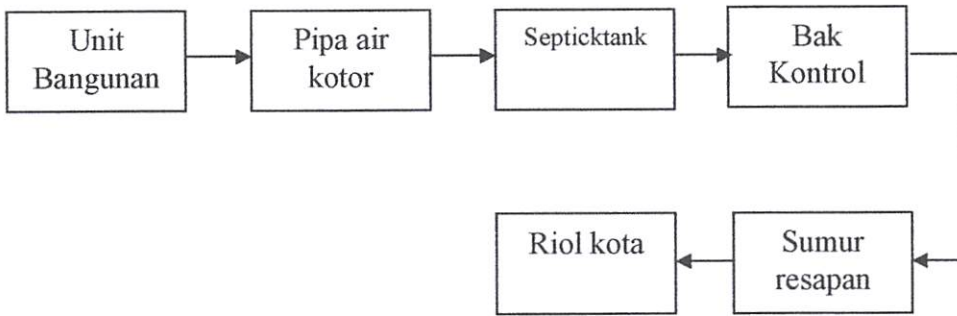 Unit
Bangunan
Pipa air
kotor
Septicktank
Bak
Kontrol
Riol kota
Sumur
resapan